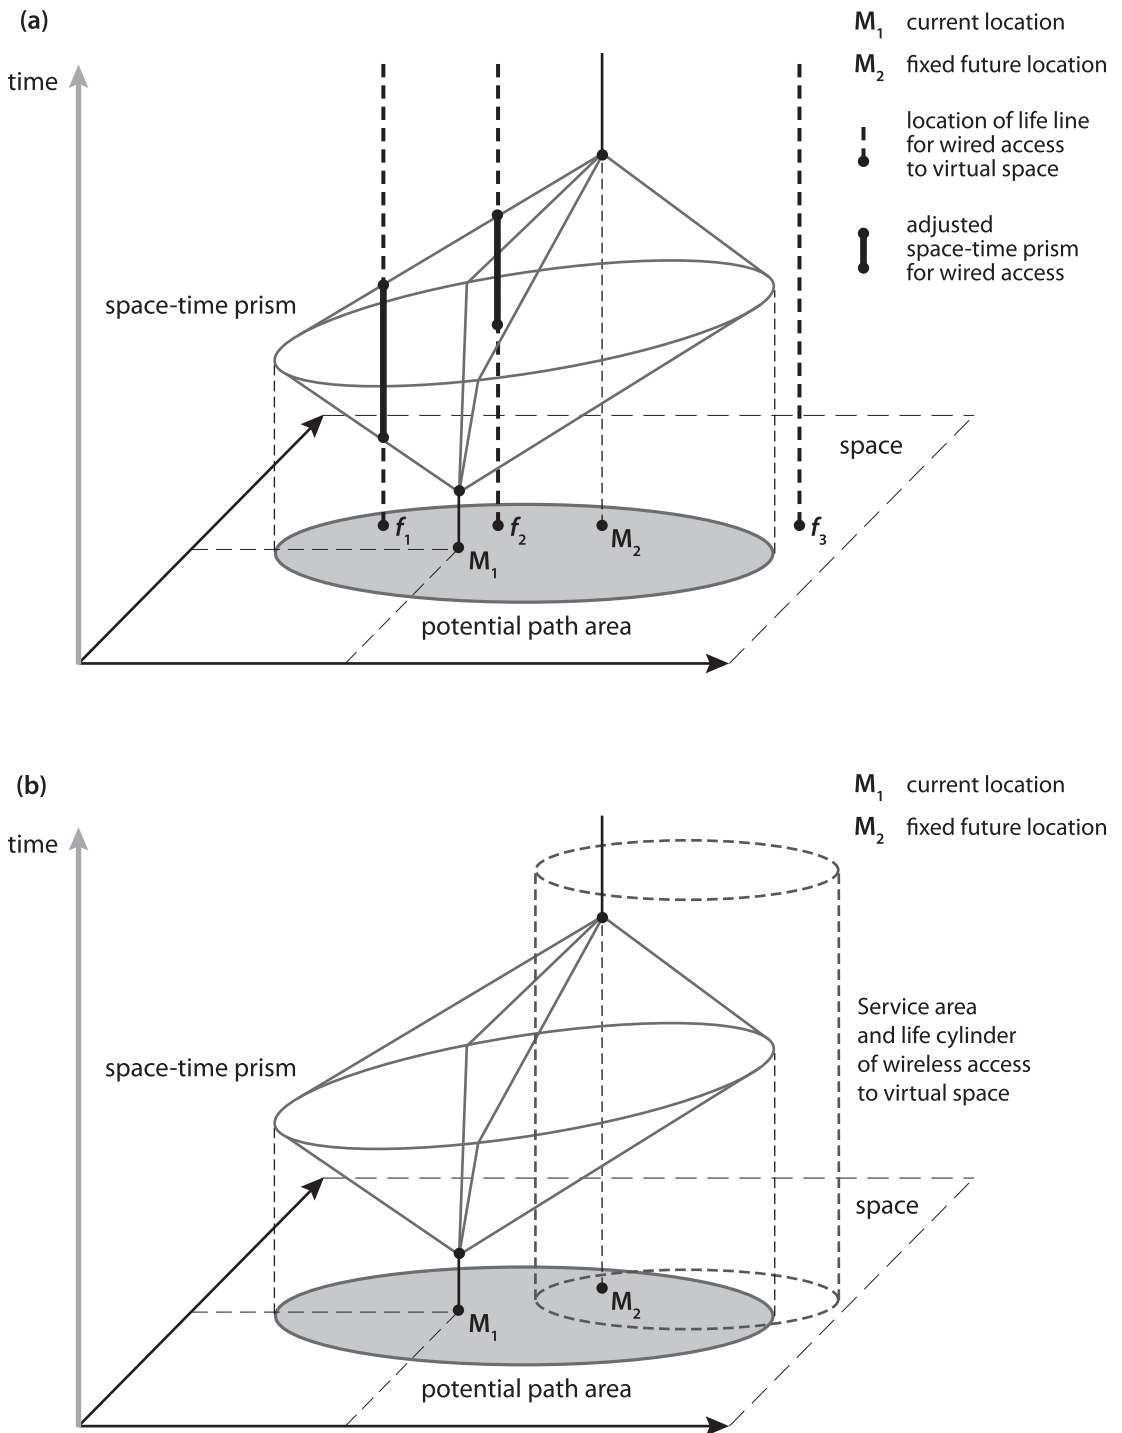 (a)
M1 current location
M2 fixed future location
time
location of life line
for wired access
to virtual space
adjusted
space-time prism
for wired access
space-time prism
space
f1
f2
M2
f3
M1
potential path area
(b)
M1 current location
M2 fixed future location
time
Service area
and life cylinder
of wireless access
to virtual space
space-time prism
space
M2
M1
potential path area